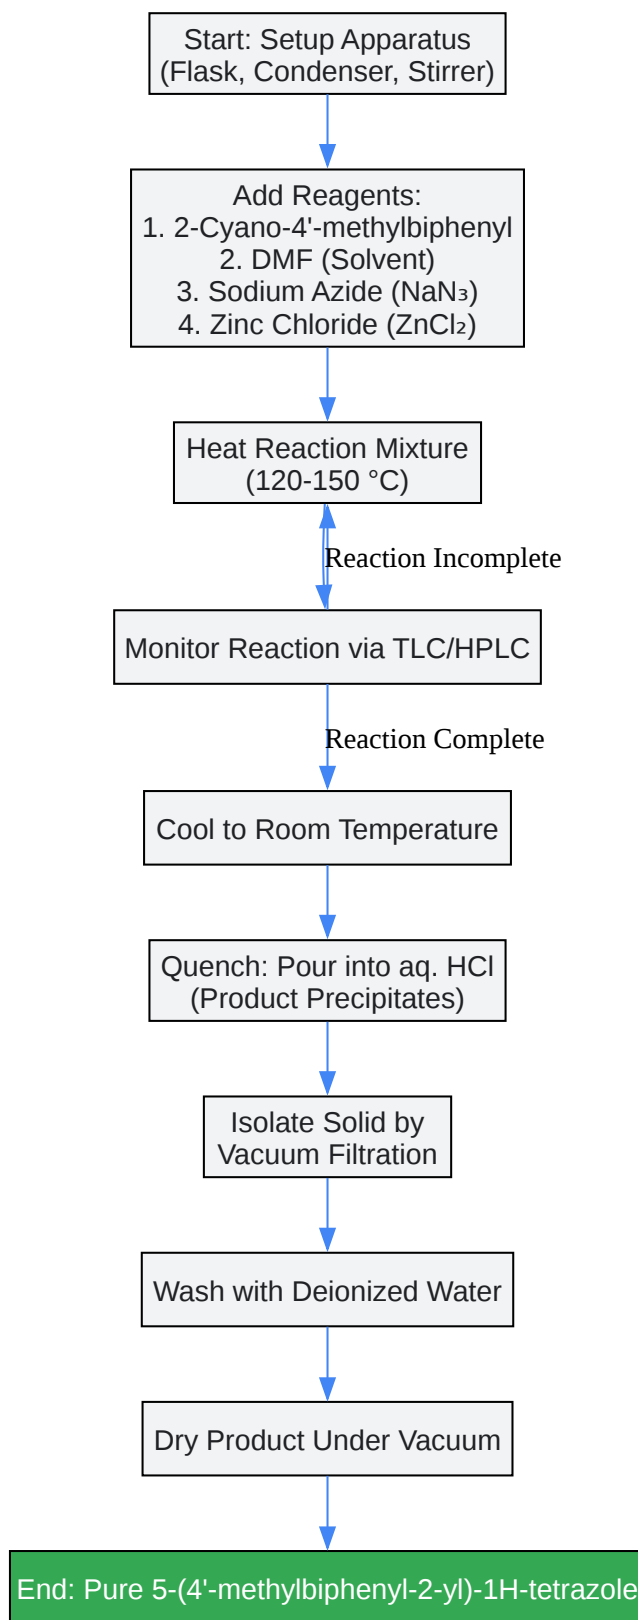 Start: Setup Apparatus
(Flask, Condenser, Stirrer)
Add Reagents:
1. 2-Cyano-4'-methylbiphenyl
2. DMF (Solvent)
3. Sodium Azide (NaN₃)
4. Zinc Chloride (ZnCl₂)
Heat Reaction Mixture
(120-150 °C)
Reaction Incomplete
Monitor Reaction via TLC/HPLC
Reaction Complete
Cool to Room Temperature
Quench: Pour into aq. HCl
(Product Precipitates)
Isolate Solid by
Vacuum Filtration
Wash with Deionized Water
Dry Product Under Vacuum
End: Pure 5-(4'-methylbiphenyl-2-yl)-1H-tetrazole